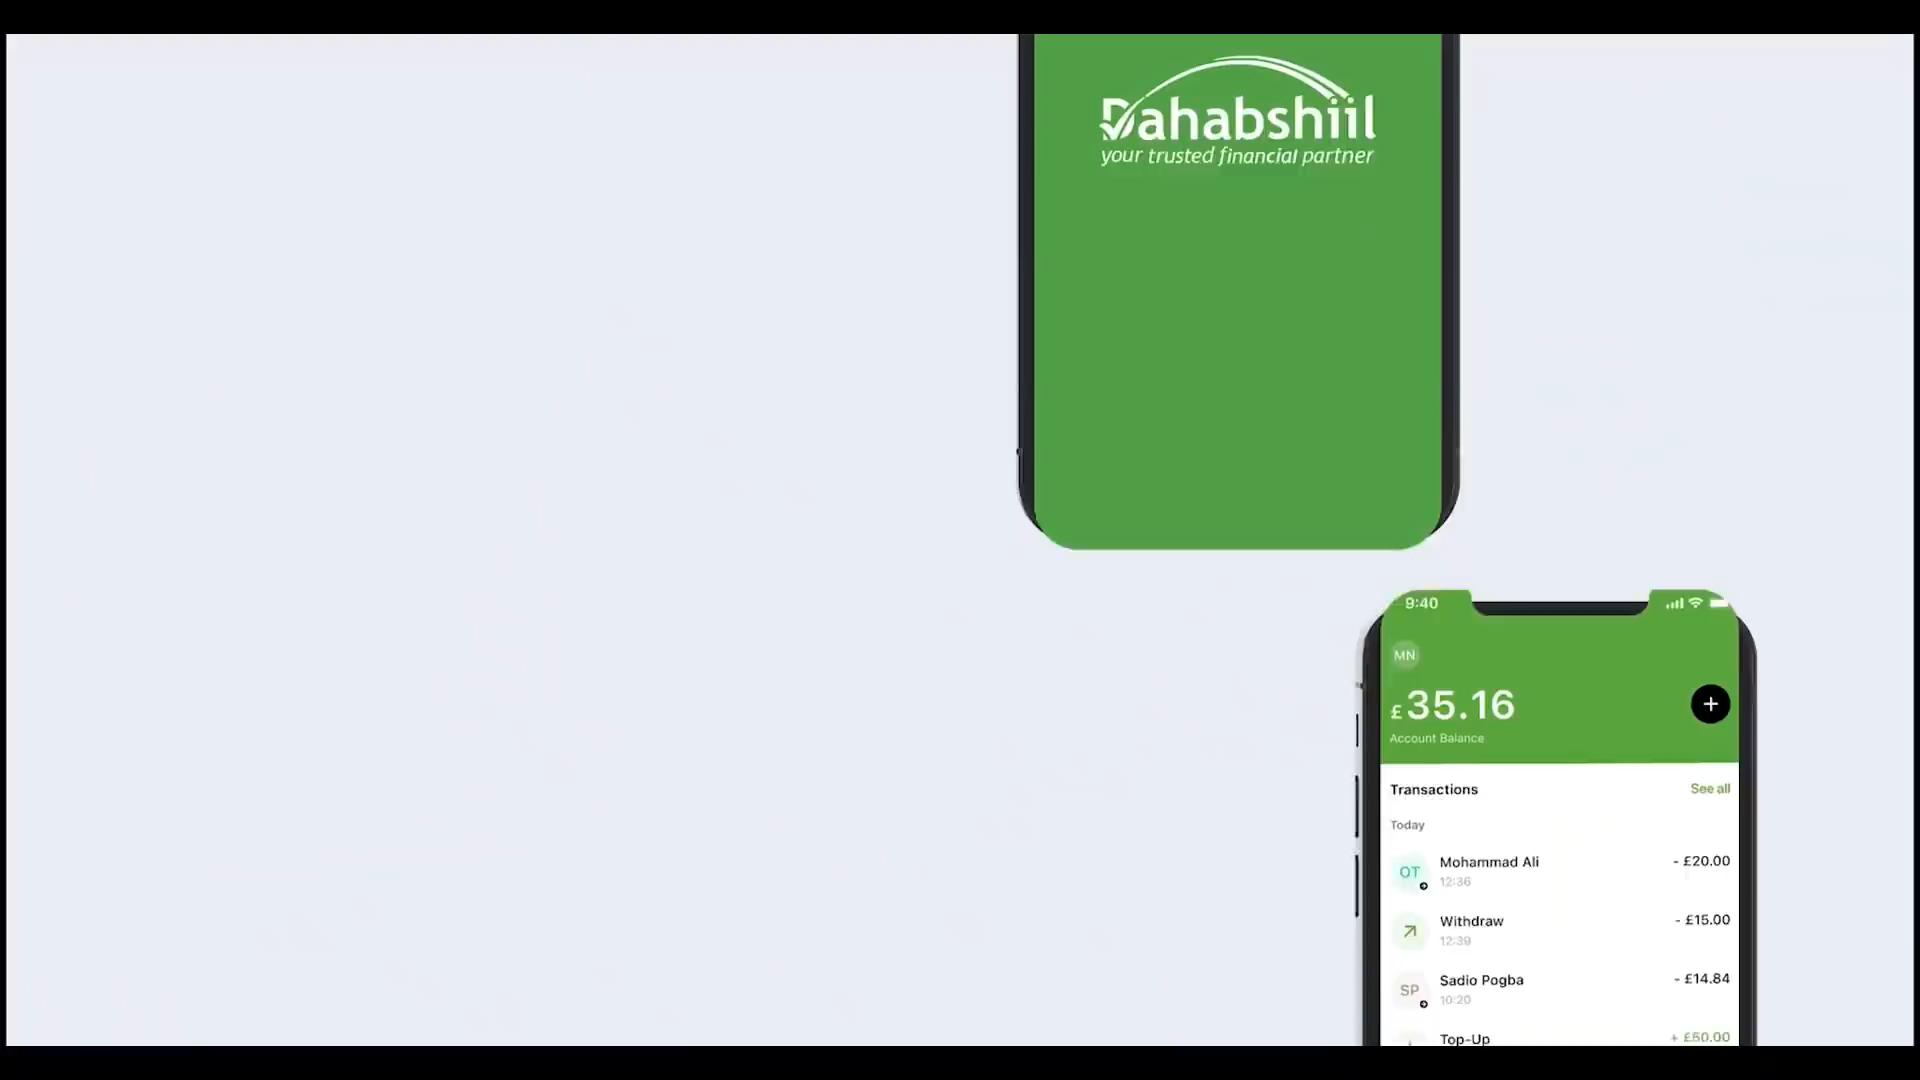 Dahabshiil
your trusted financial partner
9:40
MN
£35.16
Account Balance
Transactions
See all
Today
OT
Mohammad Ali
- £20.00
12:36
Withdraw
- £15.00
12:39
SP
Sadio Pogba
- £14.84
10:20
Top-Up
+ £50.00